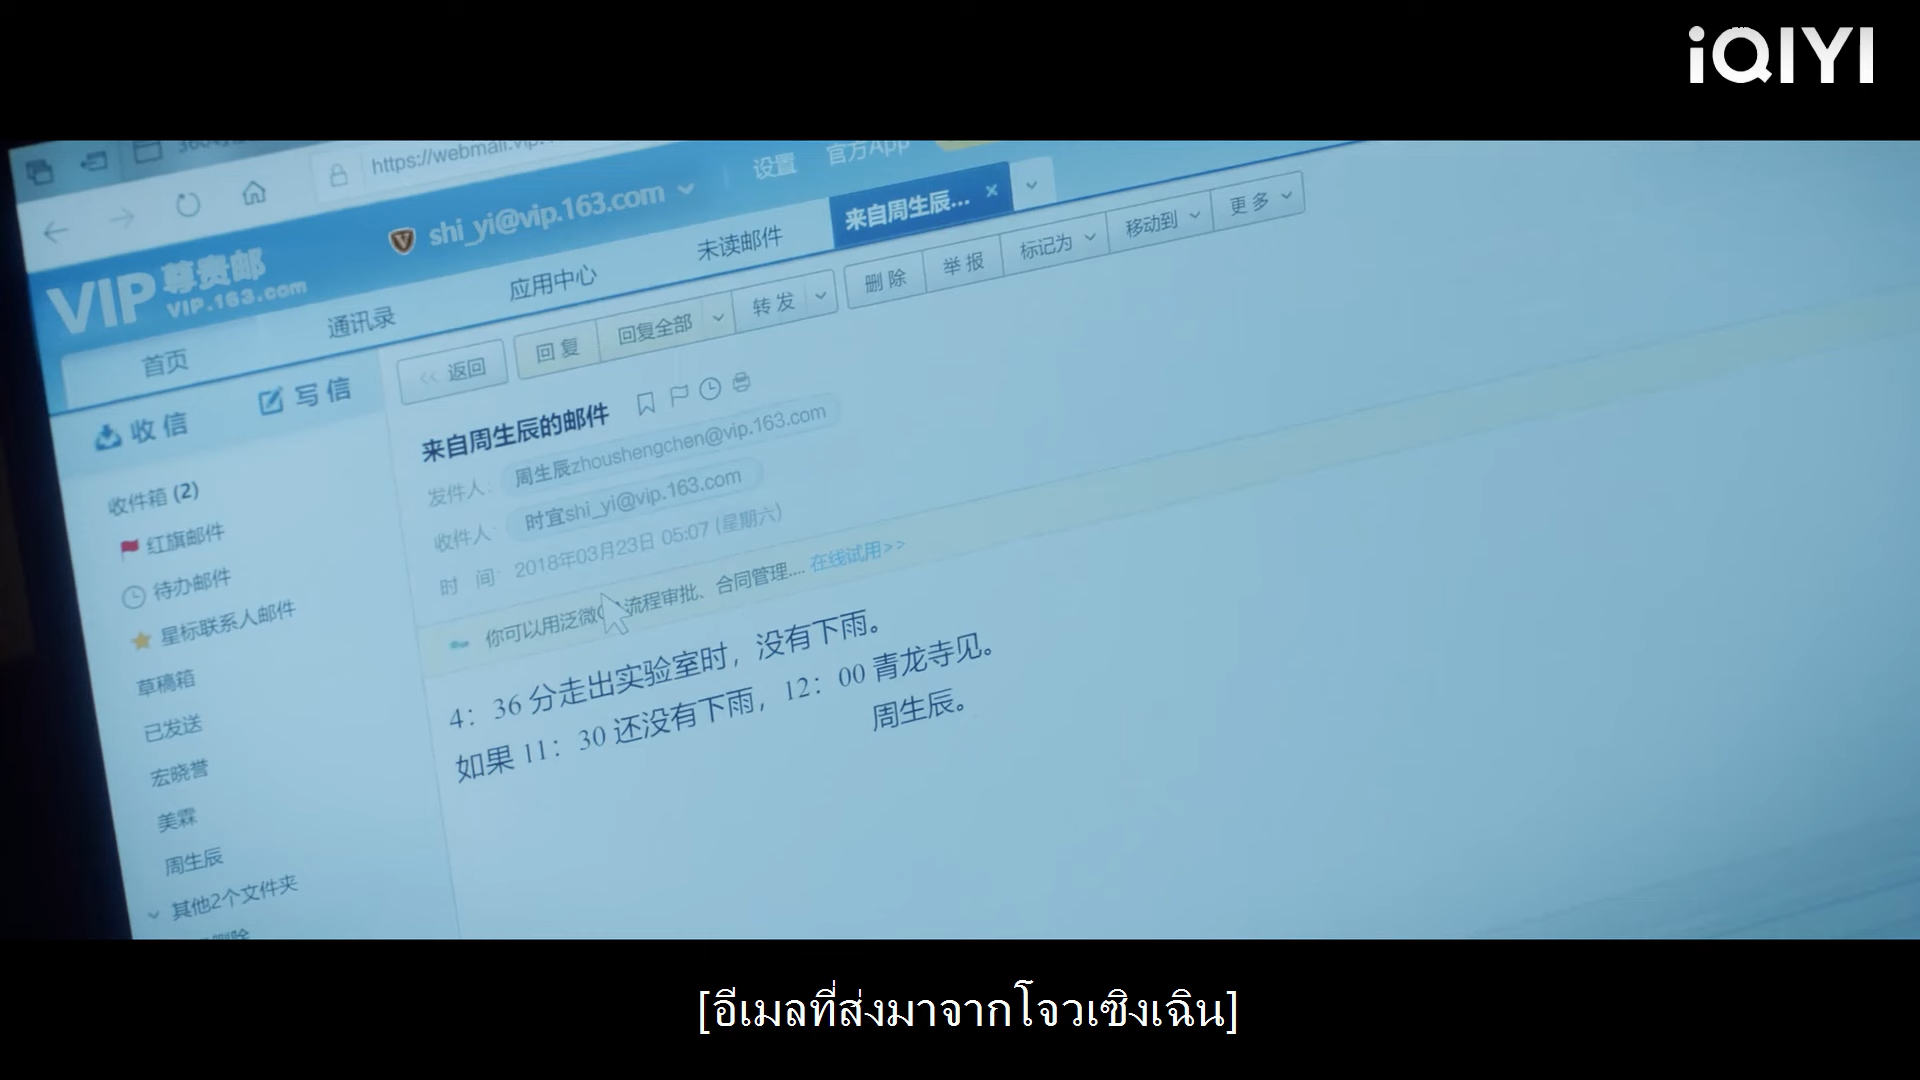 iQIYI
https://webmail.vip.
VIP尊贵邮
VIP.163.com
shi_yi@vip.163.com
设置
官方App
首页
通讯录
应用中心
未读邮件
来自周生辰...
收信
写信
<< 返回
回复
回复全部
转发
删除
举报
标记为
移动到
更多
来自周生辰的邮件
发件人: 周生辰zhoushengchen@vip.163.com
收件人: 时宜shi_yi@vip.163.com
时 间: 2018年03月23日 05:07 (星期六)
你可以用泛微 流程审批、合同管理.... 在线试用>>
4：36 分走出实验室时，没有下雨。
如果 11：30 还没有下雨，12：00 青龙寺见。
周生辰。
收件箱 (2)
红旗邮件
待办邮件
星标联系人邮件
草稿箱
已发送
宏晓誉
美霖
周生辰
其他2个文件夹
[อีเมลที่ส่งมาจากโจวเซิงเฉิน]